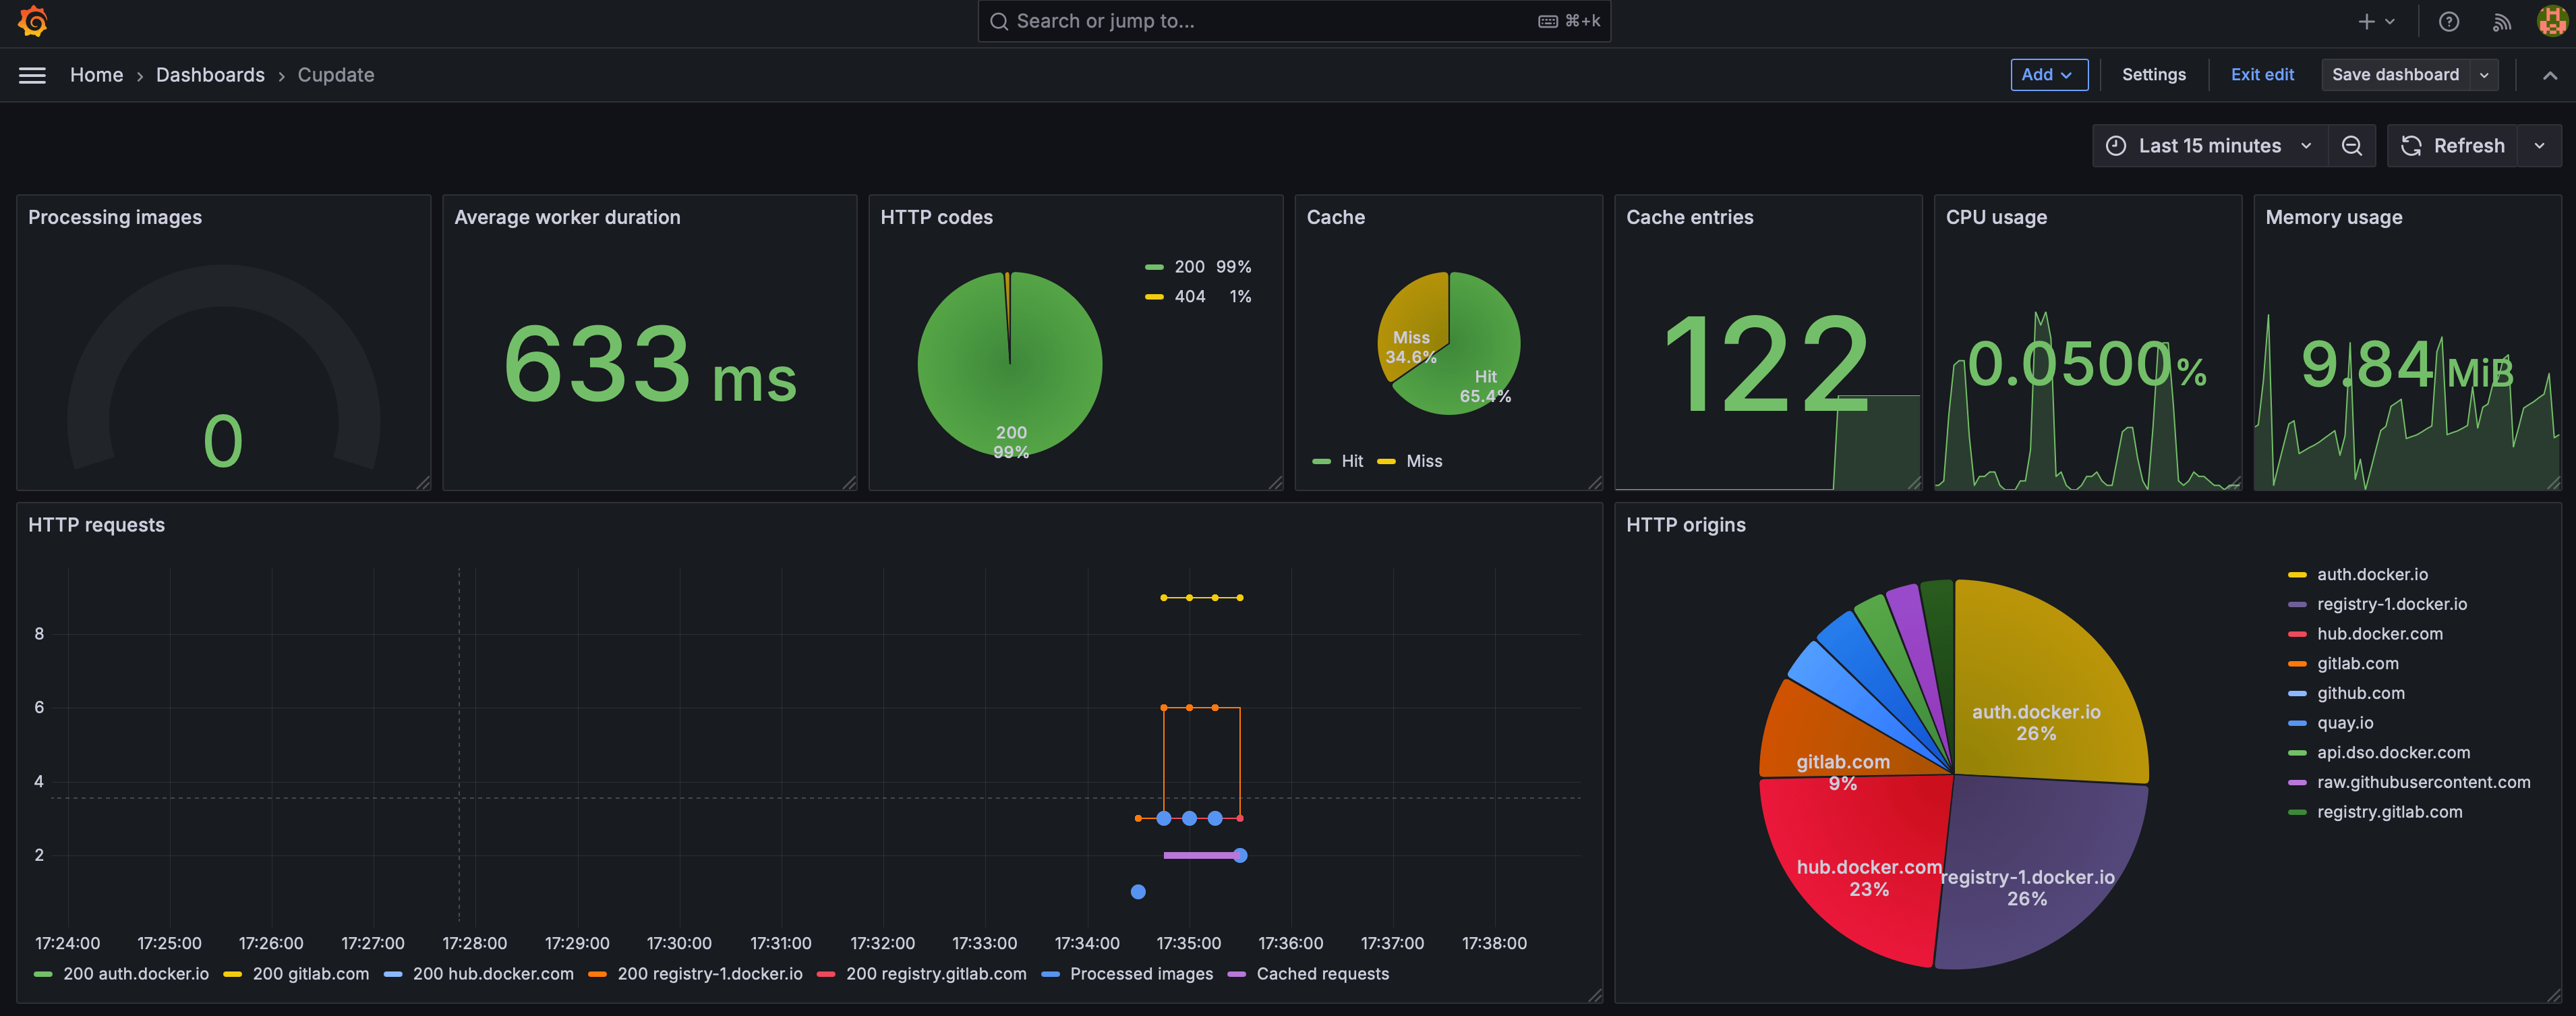 Search or jump to...
⌘+k
Home › Dashboards › Cupdate
Add
Settings
Exit edit
Save dashboard
Last 15 minutes
Refresh
Processing images
0
Average worker duration
633 ms
HTTP codes
200 99%
404 1%
200
99%
Cache
Miss
34.6%
Hit
65.4%
Hit Miss
Cache entries
122
CPU usage
0.0500%
Memory usage
9.84 MiB
HTTP requests
8
6
4
2
17:24:00 17:25:00 17:26:00 17:27:00 17:28:00 17:29:00 17:30:00 17:31:00 17:32:00 17:33:00 17:34:00 17:35:00 17:36:00 17:37:00 17:38:00
200 auth.docker.io 200 gitlab.com 200 hub.docker.com 200 registry-1.docker.io 200 registry.gitlab.com Processed images Cached requests
HTTP origins
auth.docker.io
26%
gitlab.com
9%
hub.docker.com
23%
registry-1.docker.io
26%
auth.docker.io
registry-1.docker.io
hub.docker.com
gitlab.com
github.com
quay.io
api.dso.docker.com
raw.githubusercontent.com
registry.gitlab.com